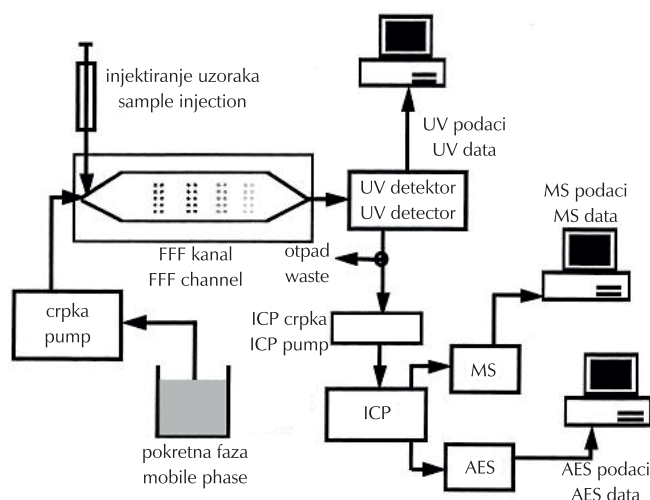 injektiranje uzoraka
sample injection
UV podaci
UV data
UV detektor
UV detector
MS podaci
MS data
FFF kanal
FFF channel
otpad
waste
crpka
pump
ICP crpka
ICP pump
MS
ICP
pokretna faza
mobile phase
AES
AES podaci
AES data